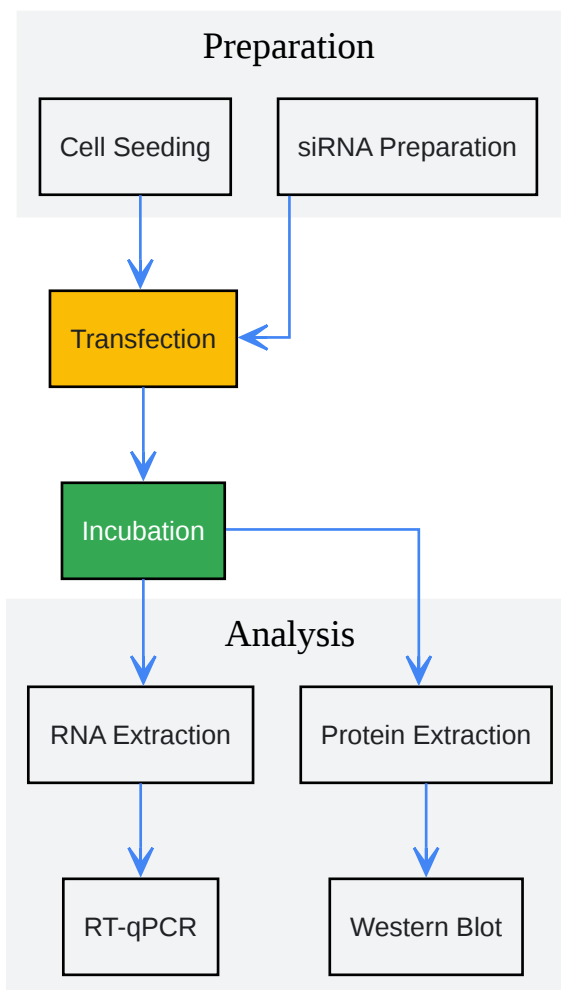 Preparation
Cell Seeding
siRNA Preparation
Transfection
Incubation
Analysis
RNA Extraction
Protein Extraction
RT-qPCR
Western Blot